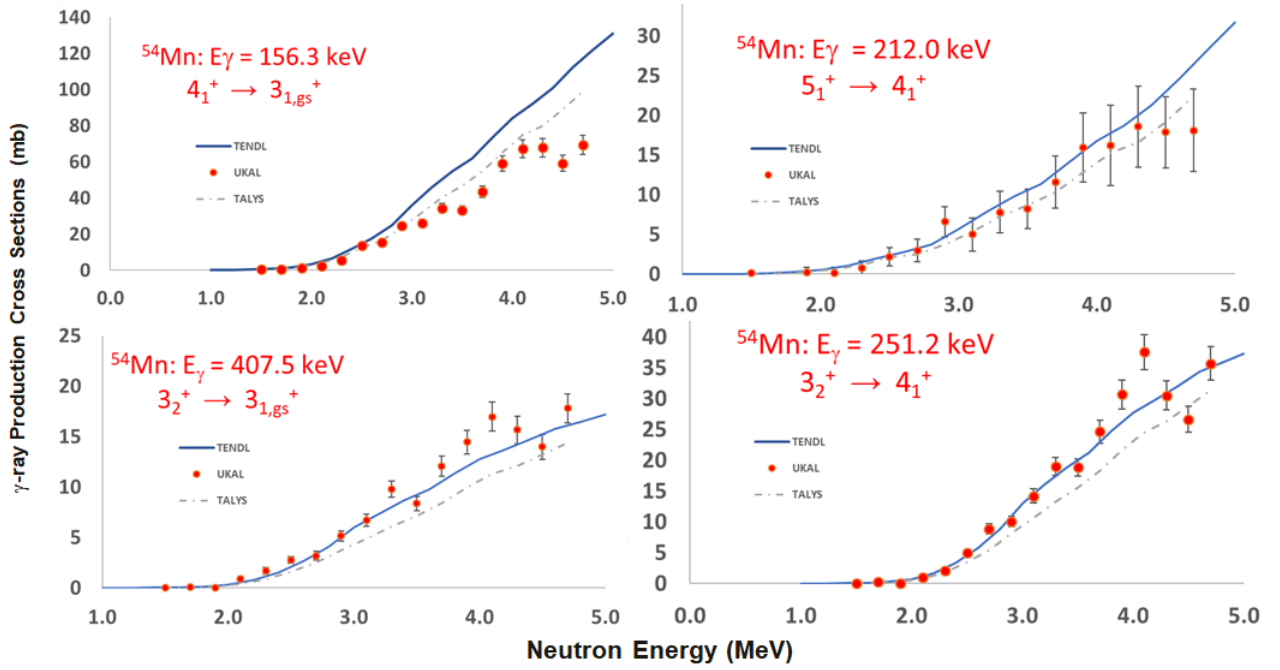 γ-ray Production Cross Sections (mb)
140
120
100
80
60
40
20
0
⁵⁴Mn: Eγ = 156.3 keV
4₁⁺ → 3₁,gs⁺
TENDL
UKAL
TALYS
0.0 1.0 2.0 3.0 4.0 5.0
30
25
20
15
10
5
0
⁵⁴Mn: Eγ = 212.0 keV
5₁⁺ → 4₁⁺
TENDL
UKAL
TALYS
1.0 2.0 3.0 4.0 5.0
25
20
15
10
5
0
⁵⁴Mn: Eγ = 407.5 keV
3₂⁺ → 3₁,gs⁺
TENDL
UKAL
TALYS
1.0 2.0 3.0 4.0 5.0
40
35
30
25
20
15
10
5
0
⁵⁴Mn: Eγ = 251.2 keV
3₂⁺ → 4₁⁺
TENDL
UKAL
TALYS
0.0 1.0 2.0 3.0 4.0 5.0
Neutron Energy (MeV)